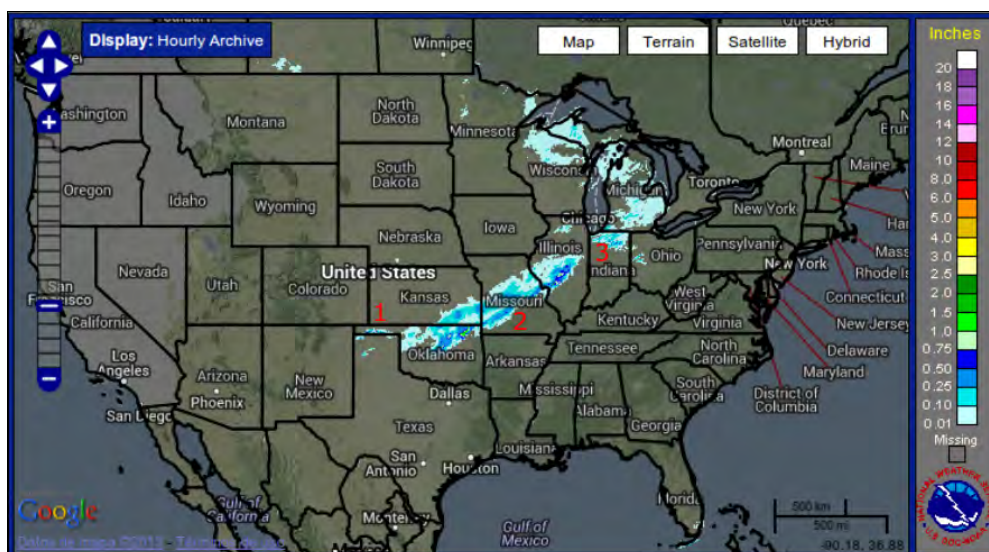 Display: Hourly Archive
Map
Terrain
Satellite
Hybrid
Inches
20
18
16
14
12
10
8.0
6.0
5.0
4.0
3.0
2.5
2.0
1.5
1.0
0.75
0.50
0.25
0.10
0.01
Missing
Winnipeg
Quebec
Washington
Montana
North
Dakota
Minnesota
Montreal
Maine
Oregon
Idaho
South
Dakota
Wisconsin
Michigan
Toronto
New York
Wyoming
Iowa
Chicago
Nebraska
Illinois
3
Indiana
Ohio
Pennsylvania
New York
Mass
Rhode Is
Connecticut
Nevada
Utah
United States
Colorado
Kansas
Missouri
West
Virginia
Virginia
Kentucky
New Jersey
San
Francisco
California
1
2
Delaware
Maryland
District of
Columbia
Los
Angeles
Arizona
Phoenix
New
Mexico
Oklahoma
Arkansas
Tennessee
North
Carolina
South
Carolina
San Diego
Dallas
Mississippi
Alabama
Georgia
Texas
Louisiana
San
Antonio
Houston
Florida
Gulf of
California
Monterrey
Gulf of
Mexico
Mexico
Google
500 km
500 mi
-90.18, 36.88